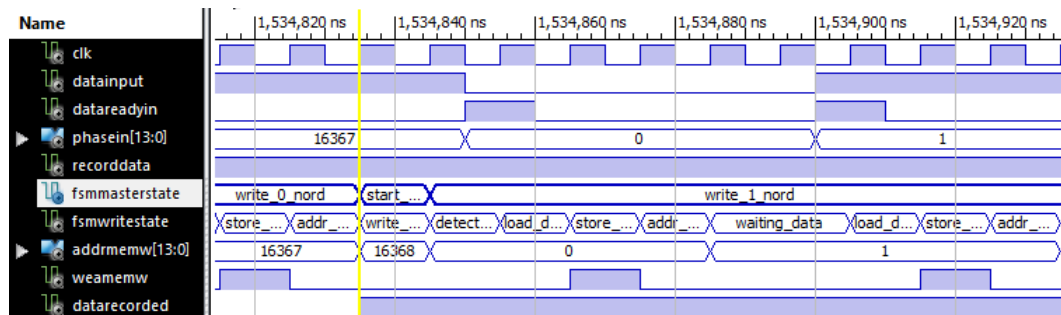 Name 1,534,820 ns 1,534,840 ns 1,534,860 ns 1,534,880 ns 1,534,900 ns 1,534,920 ns
clk
datainput
datareadyin
phasein[13:0] 16367 0 1
recorddata
fsmmasterstate write_0_nord start_... write_1_nord
fsmwritestate store_... addr_... write_... detect... load_d... store_... addr_... waiting_data load_d... store_... addr_...
addrmemw[13:0] 16367 16368 0 1
weamemw
datarecorded